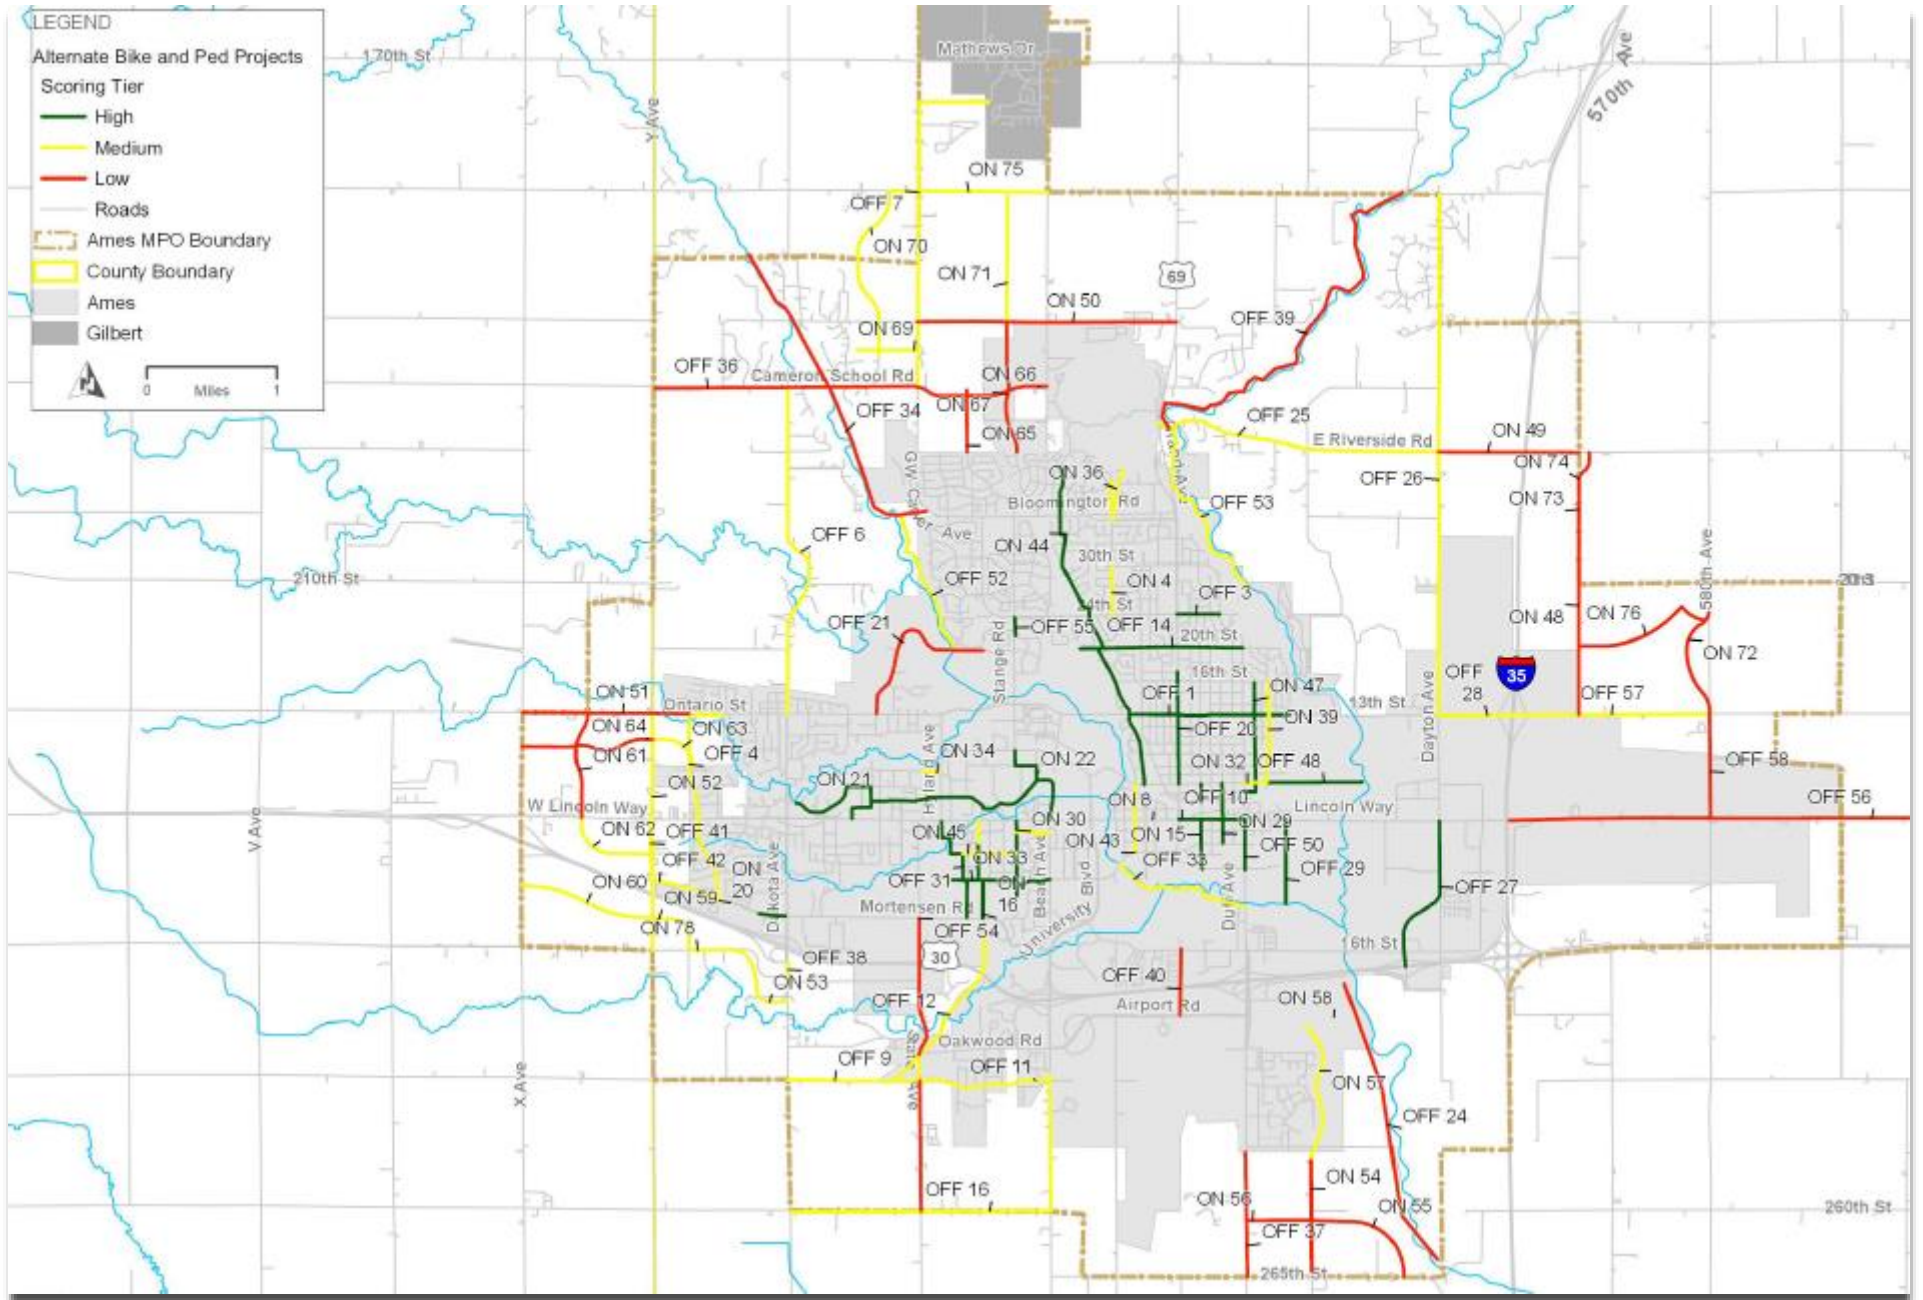 LEGEND
Alternate Bike and Ped Projects
Scoring Tier
High
Medium
Low
Roads
Ames MPO Boundary
County Boundary
Ames
Gilbert
0 Miles 1
170th St
Y Ave
Mathews Dr
570th Ave
ON 75
OFF 7
ON 70
ON 71
69
ON 50
ON 69
OFF 39
OFF 36
Cameron School Rd
ON 66
ON 67
OFF 34
ON 65
OFF 25
E Riverside Rd
ON 49
ON 74
ON 36
OFF 26
ON 73
Bloomington Rd
OFF 53
OFF 6
ON 44
30th St
580th Ave
210th St
OFF 52
ON 4
OFF 3
ON 48
ON 76
OFF 21
OFF 55
OFF 14
20th St
Stange Rd
16th St
ON 72
OFF 28
35
ON 51
Ontario St
OFF 1
ON 47
13th St
OFF 57
ON 64
ON 63
OFF 20
ON 39
Dayton Ave
ON 61
OFF 4
ON 34
ON 22
ON 32
OFF 48
OFF 58
ON 52
ON 21
W Lincoln Way
ON 8
OFF 10
Lincoln Way
OFF 56
V Ave
ON 62
OFF 41
ON 45
ON 30
ON 43
ON 15
ON 29
OFF 42
ON 33
OFF 33
OFF 50
ON 60
ON 20
Dakota Ave
OFF 31
ON 16
Beach Ave
OFF 29
OFF 27
ON 59
Mortensen Rd
University Blvd
ON 78
OFF 54
30
16th St
OFF 38
ON 53
OFF 40
OFF 12
Airport Rd
ON 58
Oakwood Rd
OFF 9
OFF 11
ON 57
X Ave
OFF 24
OFF 16
ON 54
ON 56
ON 55
260th St
OFF 37
265th St